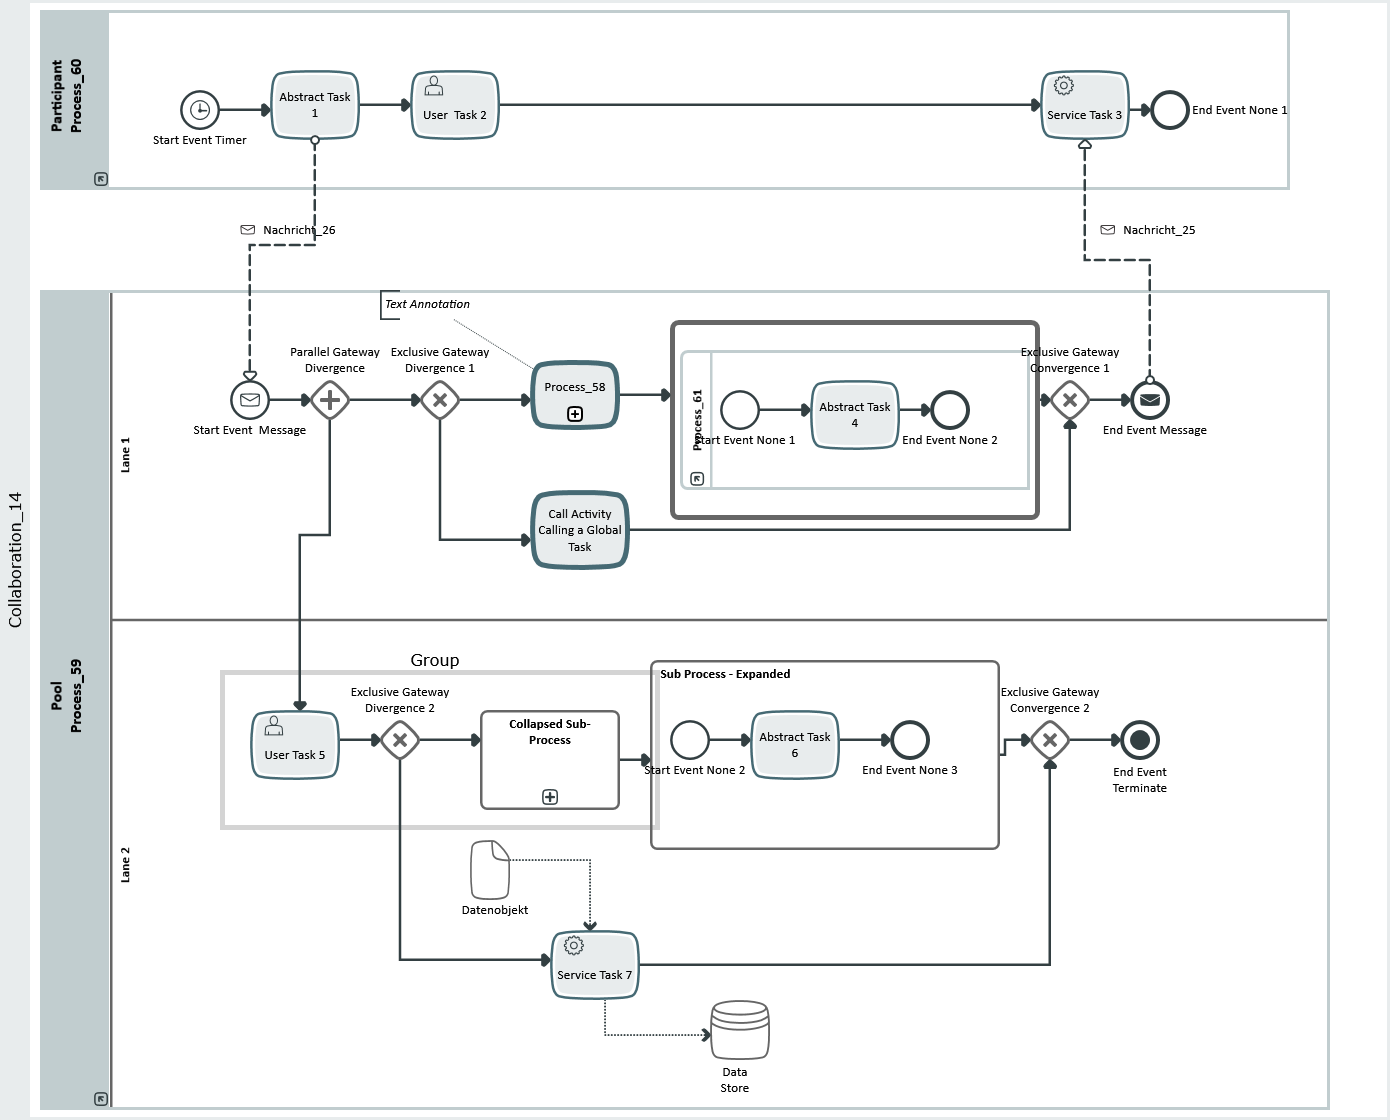 Collaboration_14
Participant
Process_60
Start Event Timer
Abstract Task
1
User  Task 2
Service Task 3
End Event None 1
Nachricht_26
Nachricht_25
Pool
Process_59
Lane 1
Text Annotation
Start Event  Message
Parallel Gateway
Divergence
Exclusive Gateway
Divergence 1
Process_58
Process_61
Start Event None 1
Abstract Task
4
End Event None 2
Exclusive Gateway
Convergence 1
End Event Message
Call Activity
Calling a Global
Task
Lane 2
Group
User Task 5
Exclusive Gateway
Divergence 2
Collapsed Sub-
Process
Sub Process - Expanded
Start Event None 2
Abstract Task
6
End Event None 3
Exclusive Gateway
Convergence 2
End Event
Terminate
Datenobjekt
Service Task 7
Data
Store